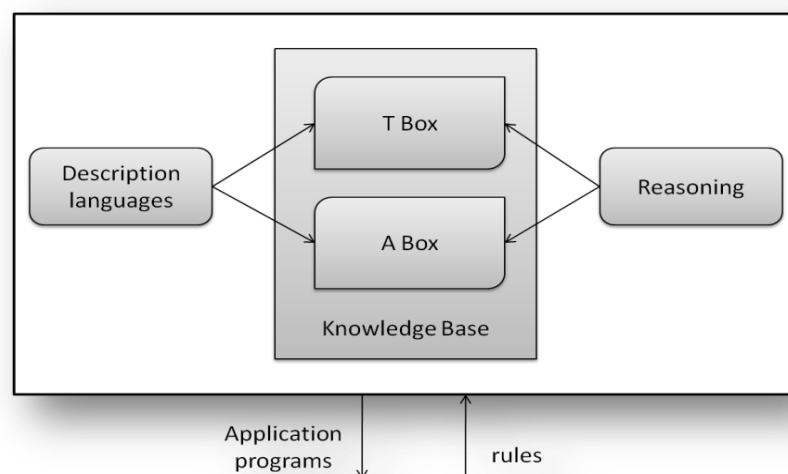 T Box
Description
languages
Reasoning
A Box
Knowledge Base
Application
programs
rules